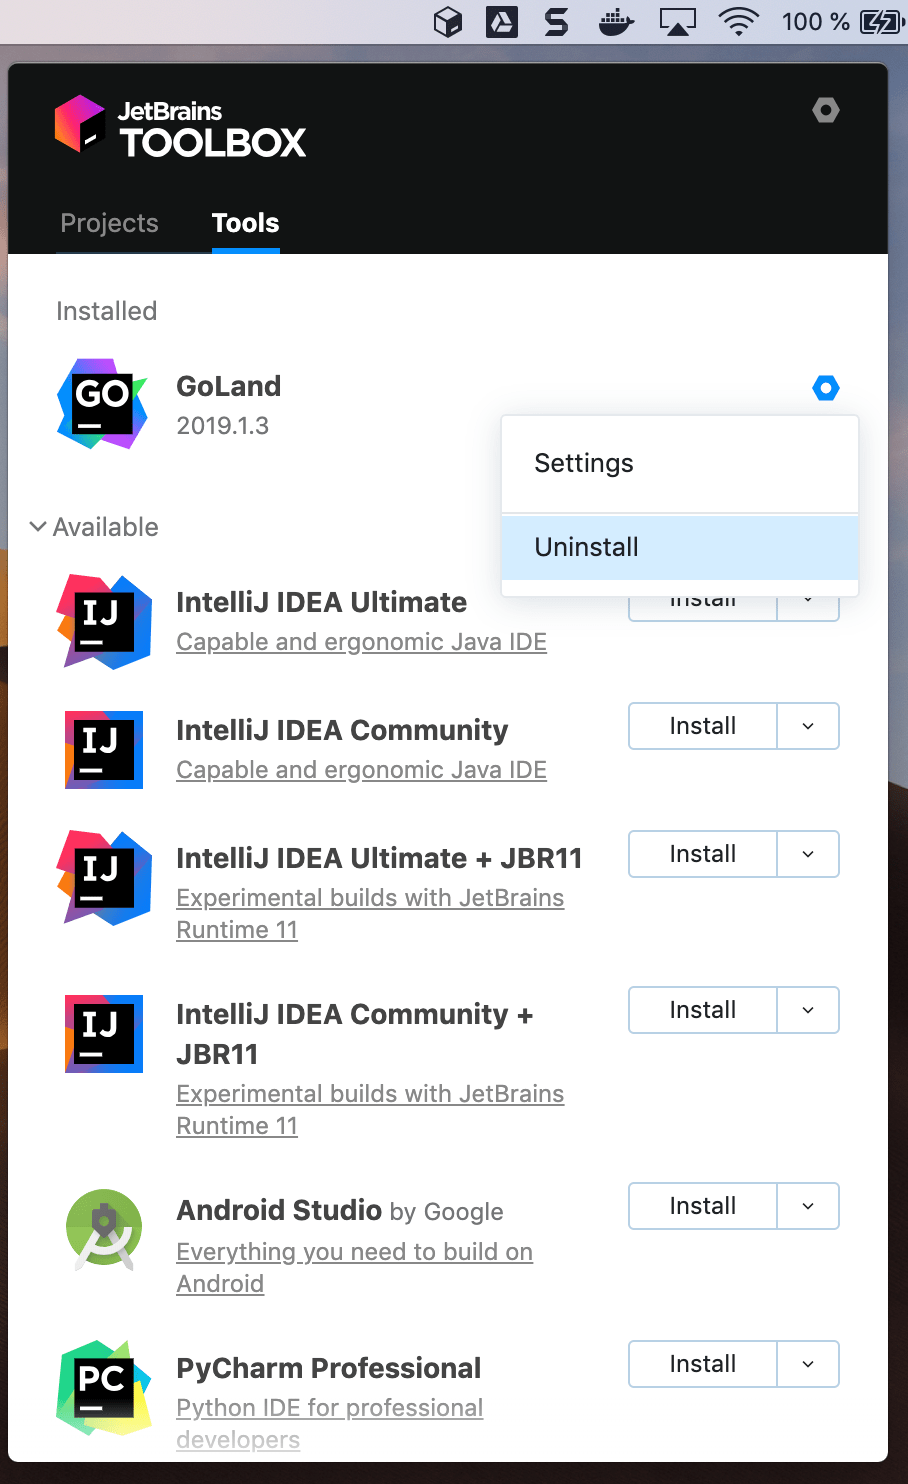 100 %
JetBrains
TOOLBOX
Projects
Tools
Installed
GO
GoLand
2019.1.3
Settings
Uninstall
Available
IJ
IntelliJ IDEA Ultimate
Capable and ergonomic Java IDE
Install
IJ
IntelliJ IDEA Community
Capable and ergonomic Java IDE
Install
IJ
IntelliJ IDEA Ultimate + JBR11
Experimental builds with JetBrains
Runtime 11
Install
IJ
IntelliJ IDEA Community +
JBR11
Experimental builds with JetBrains
Runtime 11
Install
Android Studio by Google
Everything you need to build on
Android
Install
PC
PyCharm Professional
Python IDE for professional
developers
Install